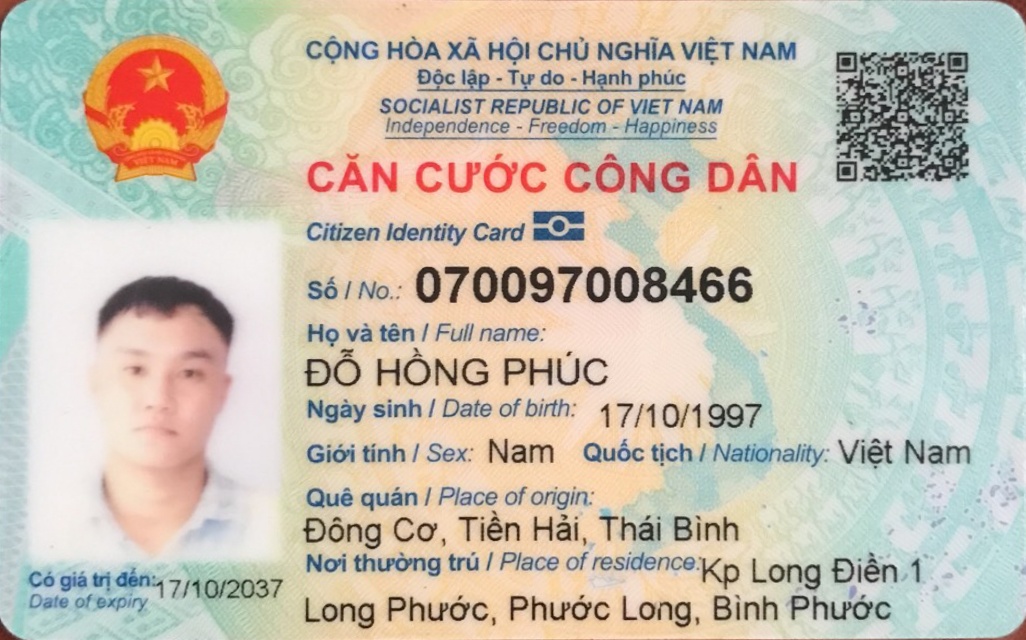 CỘNG HÒA XÃ HỘI CHỦ NGHĨA VIỆT NAM
Độc lập - Tự do - Hạnh phúc
SOCIALIST REPUBLIC OF VIET NAM
Independence - Freedom - Happiness
CĂN CƯỚC CÔNG DÂN
Citizen Identity Card
Số / No.: 070097008466
Họ và tên / Full name:
ĐỖ HỒNG PHÚC
Ngày sinh / Date of birth: 17/10/1997
Giới tính / Sex: Nam Quốc tịch / Nationality: Việt Nam
Quê quán / Place of origin:
Đông Cơ, Tiền Hải, Thái Bình
Nơi thường trú / Place of residence: Kp Long Điền 1
Long Phước, Phước Long, Bình Phước
Có giá trị đến: 17/10/2037
Date of expiry
VIET NAM